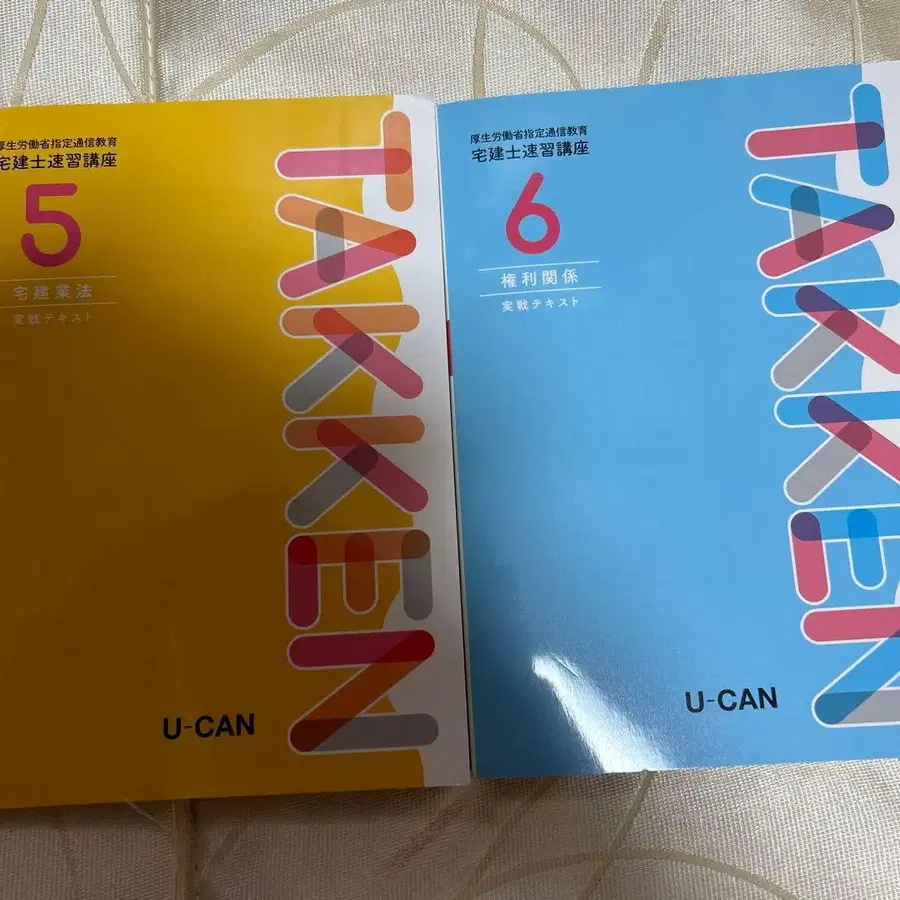 厚生労働省指定通信教育
宅建士速習講座
5
宅建業法
実戦テキスト
TAKKEN
U-CAN
厚生労働省指定通信教育
宅建士速習講座
6
権利関係
実戦テキスト
TAKKEN
U-CAN